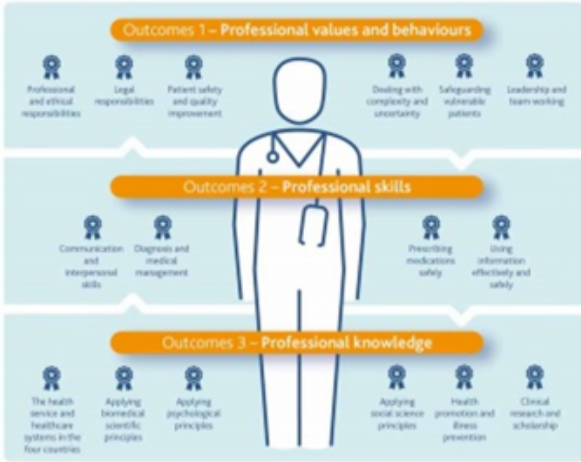 Outcomes 1 – Professional values and behaviours
Professional
and ethical
responsibilities
Legal
responsibilities
Patient safety
and quality
improvement
Dealing with
complexity and
uncertainty
Safeguarding
vulnerable
patients
Leadership and
team working
Outcomes 2 – Professional skills
Communication
and
interpersonal
skills
Diagnosis and
medical
management
Prescribing
medications
safely
Using
information
effectively and
safely
Outcomes 3 – Professional knowledge
The health
service and
healthcare
systems in the
four countries
Applying
biomedical
scientific
principles
Applying
psychological
principles
Applying
social science
principles
Health
promotion and
illness
prevention
Clinical
research and
scholarship